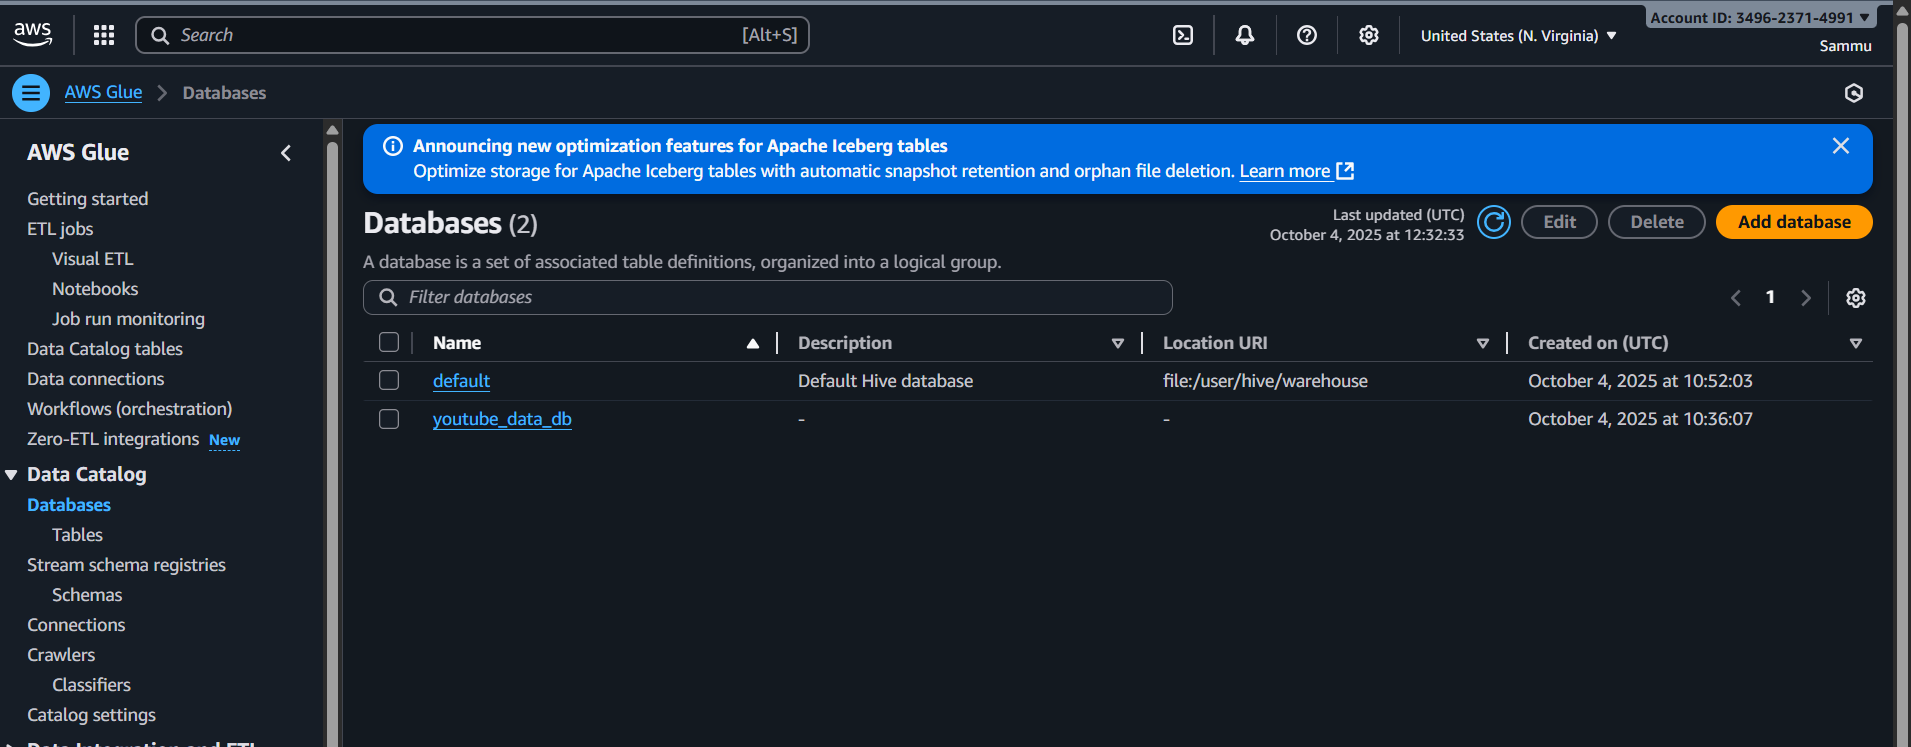 aws
Search [Alt+S]
United States (N. Virginia)
Account ID: 3496-2371-4991
Sammu
AWS Glue > Databases
AWS Glue
Getting started
ETL jobs
Visual ETL
Notebooks
Job run monitoring
Data Catalog tables
Data connections
Workflows (orchestration)
Zero-ETL integrations New
Data Catalog
Databases
Tables
Stream schema registries
Schemas
Connections
Crawlers
Classifiers
Catalog settings
Data Integration and ETL
Announcing new optimization features for Apache Iceberg tables
Optimize storage for Apache Iceberg tables with automatic snapshot retention and orphan file deletion. Learn more
Databases (2)
Last updated (UTC)
October 4, 2025 at 12:32:33
Edit
Delete
Add database
A database is a set of associated table definitions, organized into a logical group.
Filter databases
1
Name Description Location URI Created on (UTC)
default Default Hive database file:/user/hive/warehouse October 4, 2025 at 10:52:03
youtube_data_db - - October 4, 2025 at 10:36:07